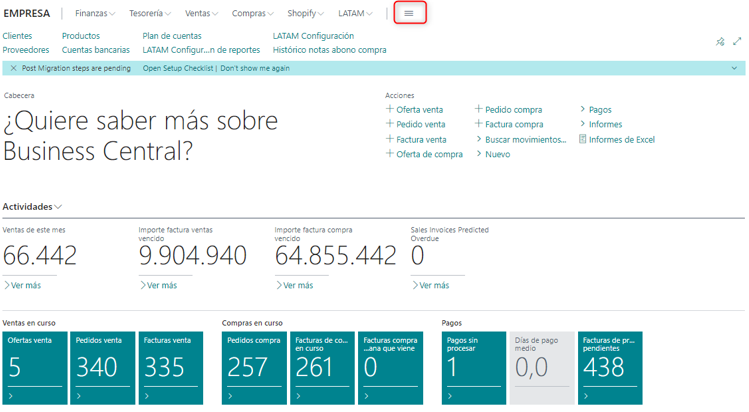 EMPRESA Finanzas Tesorería Ventas Compras Shopify LATAM
Clientes Productos Plan de cuentas LATAM Configuración
Proveedores Cuentas bancarias LATAM Configur...n de reportes Histórico notas abono compra
Post Migration steps are pending Open Setup Checklist | Don't show me again
Cabecera
¿Quiere saber más sobre
Business Central?
Acciones
Oferta venta Pedido compra Pagos
Pedido venta Factura compra Informes
Factura venta Buscar movimientos... Informes de Excel
Oferta de compra Nuevo
Actividades
Ventas de este mes
66.442
Ver más
Importe factura ventas
vencido
9.904.940
Ver más
Importe factura compra
vencido
64.855.442
Ver más
Sales Invoices Predicted
Overdue
0
Ver más
Ventas en curso
Ofertas venta
5
Pedidos venta
340
Facturas venta
335
Compras en curso
Pedidos compra
257
Facturas de co...
en curso
261
Facturas compra
...ana que viene
0
Pagos
Pagos sin
procesar
1
Días de pago
medio
0,0
Facturas de pr...
pendientes
438